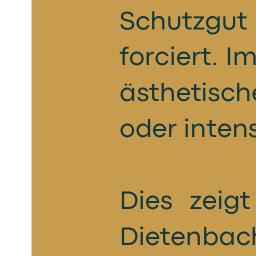 Schutzgut
forciert. Im
ästhetische
oder intens
Dies zeigt
Dietenbach